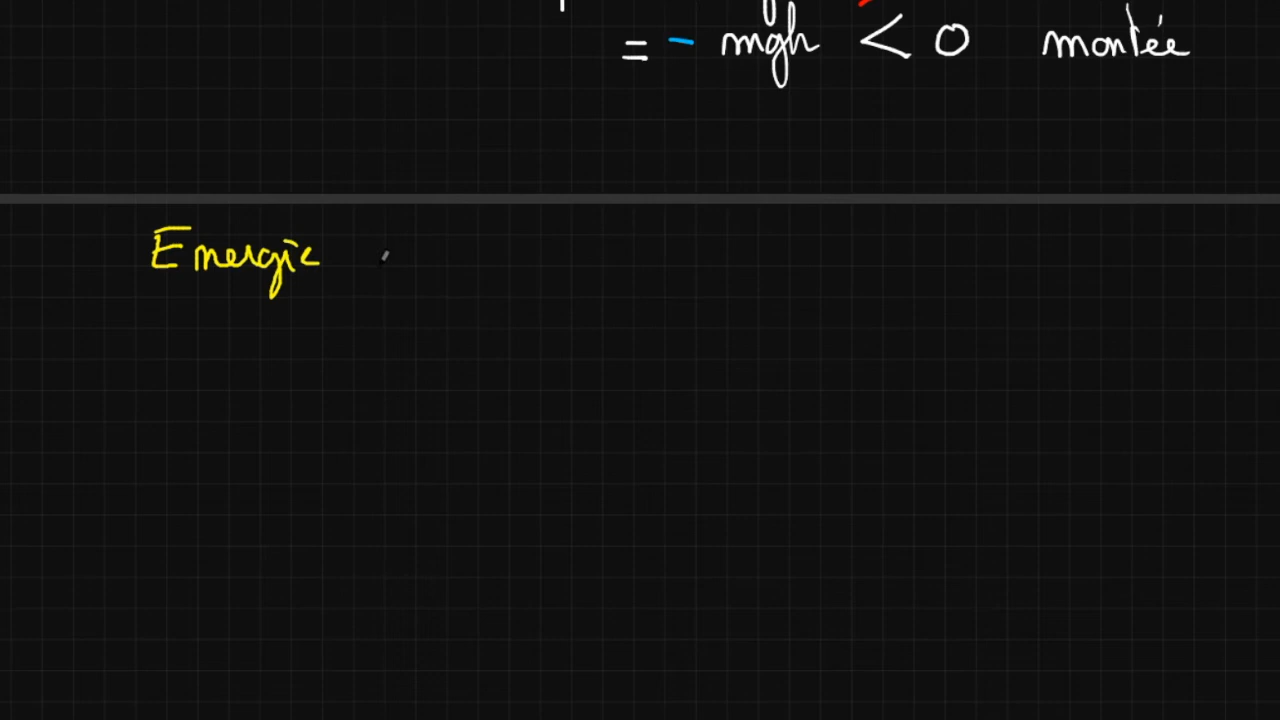 = - mgh < 0 montée
Energie